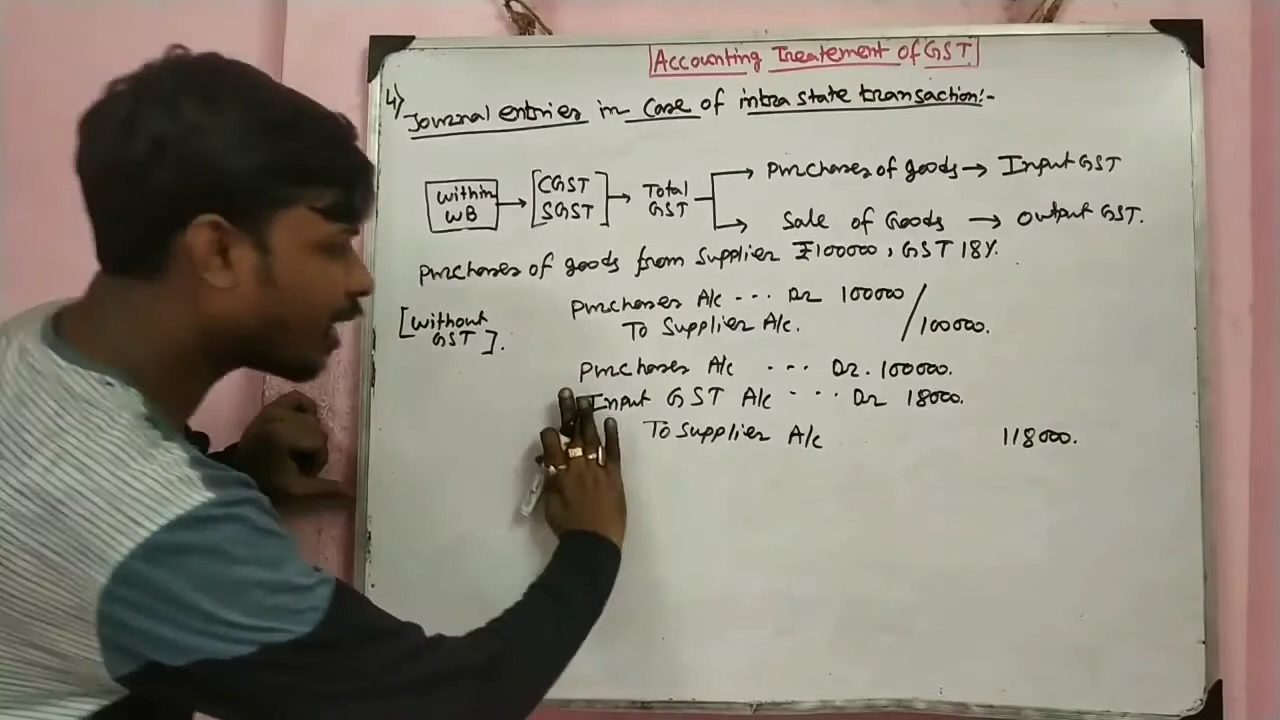 Accounting Treatement of GST
4) Journal entries in Case of intra state transaction:-
within WB → [CGST SGST] → Total GST
Purchases of goods → Input GST
Sale of Goods → Output GST.
Purchases of goods from Supplier ₹100000, GST 18%.
[without GST].
Purchases A/c --- Dr 100000 /
To Supplier A/c. / 100000.
Purchases A/c --- Dr. 100000.
Input GST A/c --- Dr 18000.
To Supplier A/c 118000.